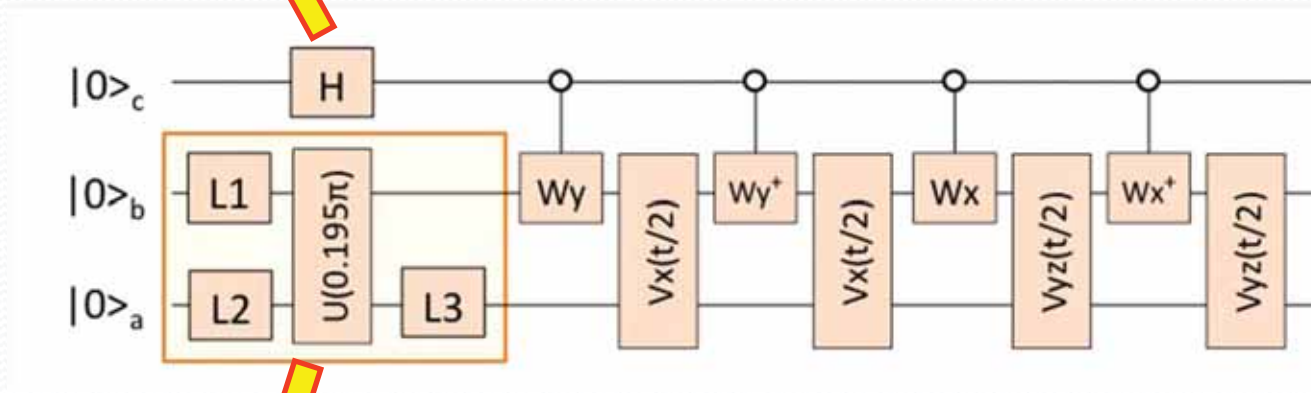 |0>c H
|0>b L1 U(0.195π) Wy Vx(t/2) Wy+ Vx(t/2) Wx Vyz(t/2) Wx+ Vyz(t/2)
|0>a L2 L3